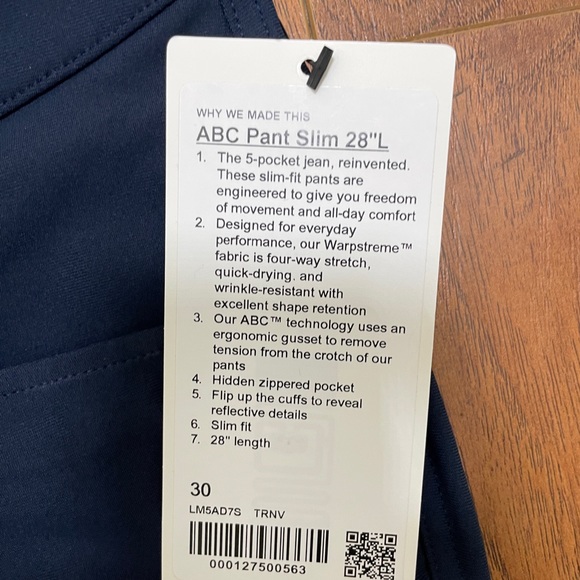 WHY WE MADE THIS
ABC Pant Slim 28"L
1. The 5-pocket jean, reinvented.
These slim-fit pants are
engineered to give you freedom
of movement and all-day comfort
2. Designed for everyday
performance, our Warpstreme™
fabric is four-way stretch,
quick-drying. and
wrinkle-resistant with
excellent shape retention
3. Our ABC™ technology uses an
ergonomic gusset to remove
tension from the crotch of our
pants
4. Hidden zippered pocket
5. Flip up the cuffs to reveal
reflective details
6. Slim fit
7. 28" length
30
LM5AD7S TRNV
000127500563